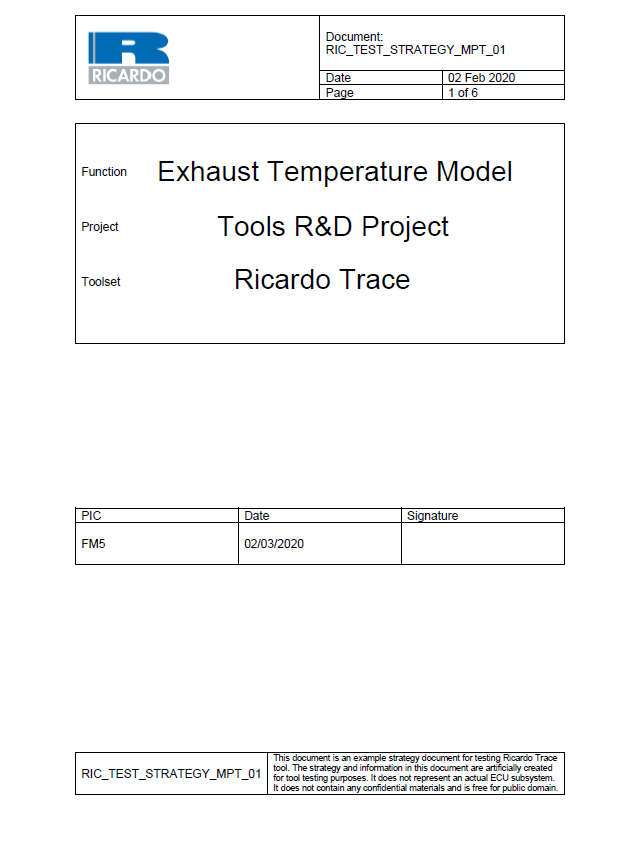 RICARDO
Document:
RIC_TEST_STRATEGY_MPT_01
Date 02 Feb 2020
Page 1 of 6
Function Exhaust Temperature Model
Project Tools R&D Project
Toolset Ricardo Trace
PIC Date Signature
FM5 02/03/2020
RIC_TEST_STRATEGY_MPT_01
This document is an example strategy document for testing Ricardo Trace
tool. The strategy and information in this document are artificially created
for tool testing purposes. It does not represent an actual ECU subsystem.
It does not contain any confidential materials and is free for public domain.